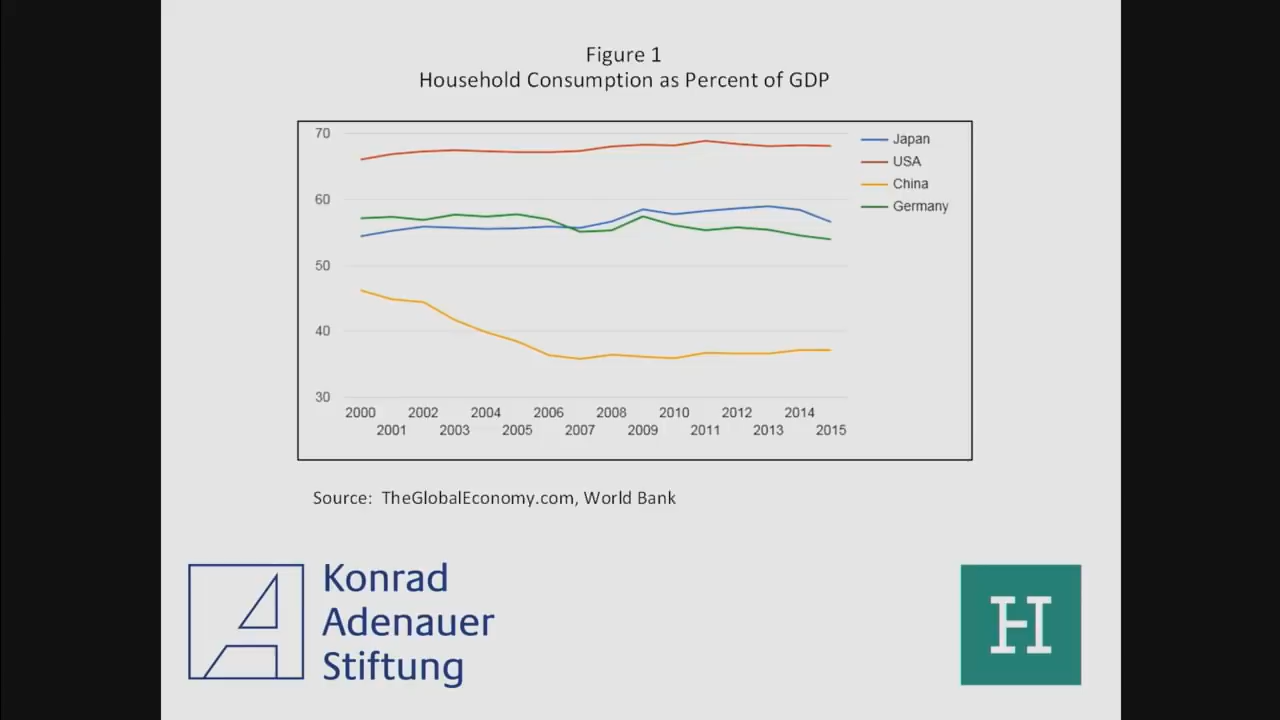 Figure 1
Household Consumption as Percent of GDP
70
60
50
40
30
Japan
USA
China
Germany
2000 2002 2004 2006 2008 2010 2012 2014
2001 2003 2005 2007 2009 2011 2013 2015
Source: TheGlobalEconomy.com, World Bank
Konrad
Adenauer
Stiftung
H